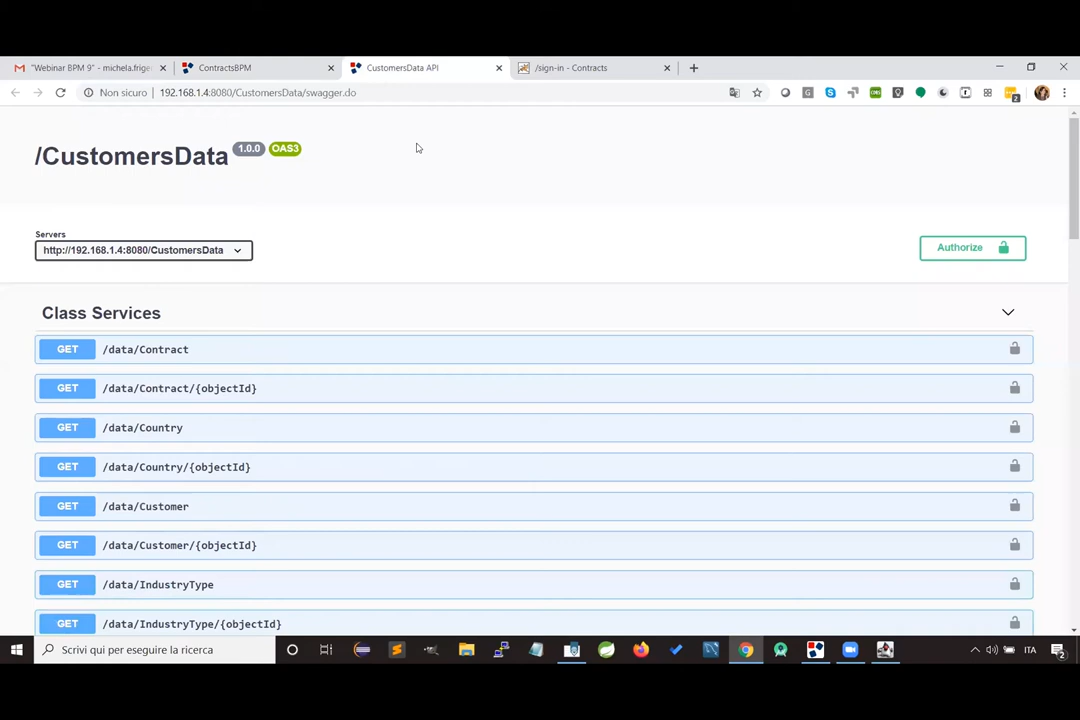 "Webinar BPM 9" - michela.frige
ContractsBPM
CustomersData API
/sign-in - Contracts
Non sicuro
192.168.1.4:8080/CustomersData/swagger.do
2
/CustomersData 1.0.0 OAS3
Servers
http://192.168.1.4:8080/CustomersData
Authorize
Class Services
GET /data/Contract
GET /data/Contract/{objectId}
GET /data/Country
GET /data/Country/{objectId}
GET /data/Customer
GET /data/Customer/{objectId}
GET /data/IndustryType
GET /data/IndustryType/{objectId}
Scrivi qui per eseguire la ricerca
ITA
2